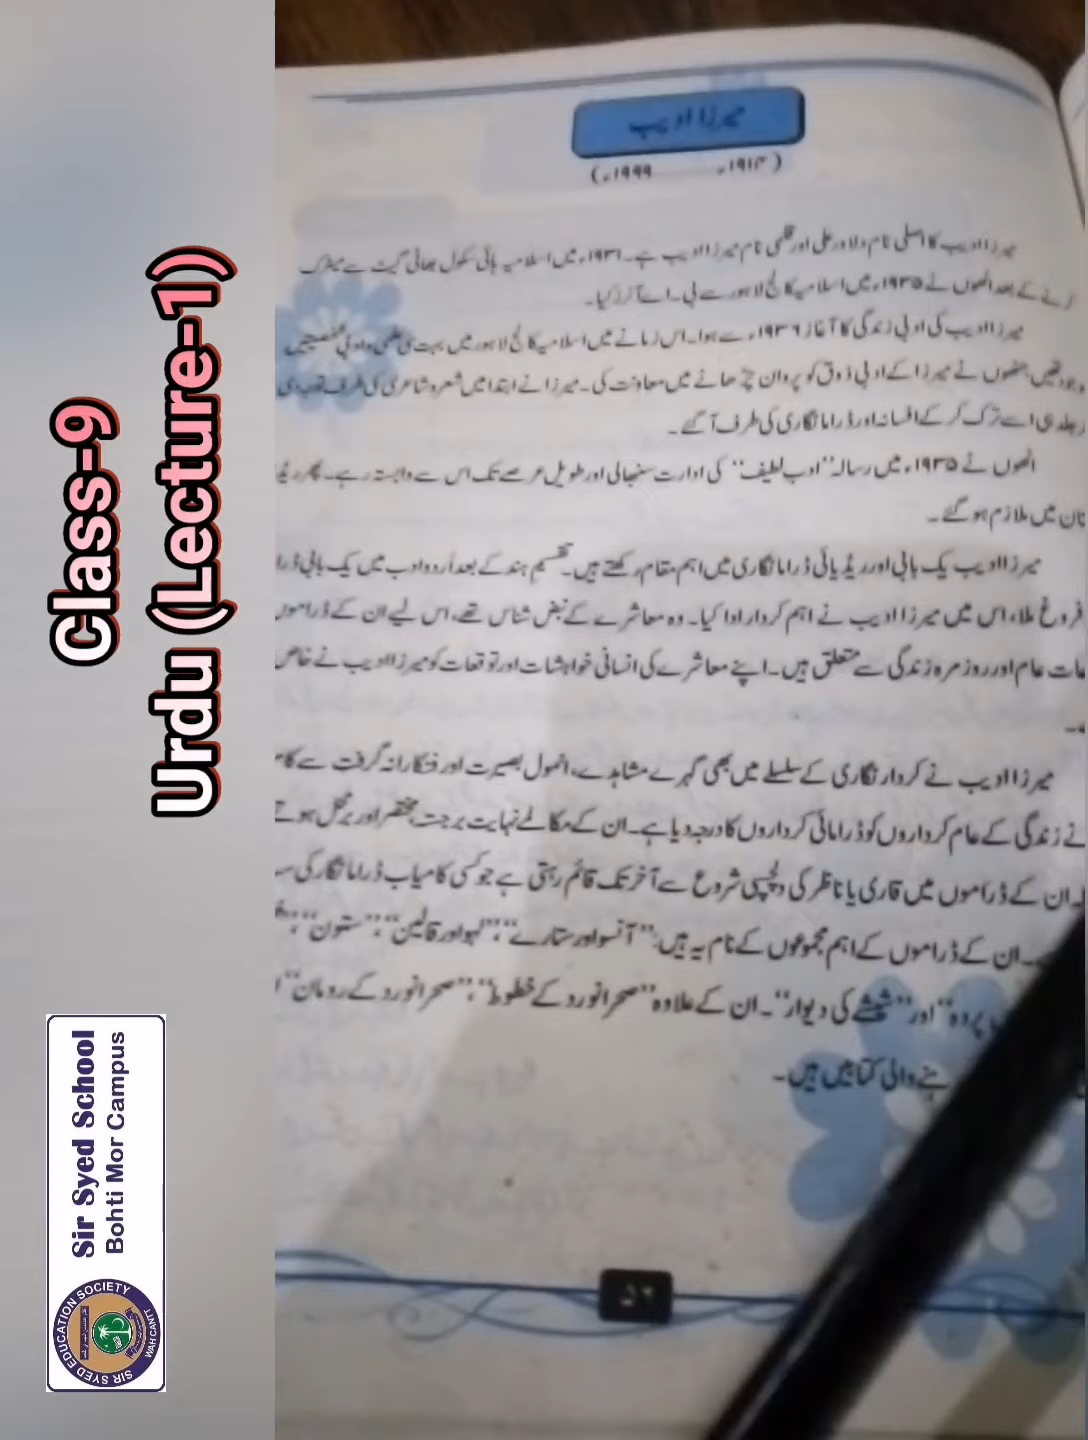 Class-9
Urdu (Lecture-1)
Sir Syed School
Bohti Mor Campus
SIR SYED EDUCATION SOCIETY
WAH CANTT
میرزا ادیب
(۱۹۱۴ء ۱۹۹۹ء)
میرزا ادیب کا اصلی نام دلاور علی اور قلمی نام میرزا ادیب ہے۔ ۱۹۳۱ء میں اسلامیہ ہائی سکول بھاٹی گیٹ سے میٹرک
کرنے کے بعد انھوں نے ۱۹۳۵ء میں اسلامیہ کالج لاہور سے بی۔اے آنرز کیا۔
میرزا ادیب کی ادبی زندگی کا آغاز ۱۹۳۶ء سے ہوا۔ اس زمانے میں اسلامیہ کالج لاہور میں بہت سی علمی و ادبی شخصیتیں
تھیں جنھوں نے میرزا کے ادبی ذوق کو پروان چڑھانے میں معاونت کی۔ میرزا نے ابتدا میں شعر و شاعری کی طرف توجہ دی
جلد ہی اسے ترک کر کے افسانہ اور ڈراما نگاری کی طرف آ گئے۔
انھوں نے ۱۹۳۵ء میں رسالہ "ادب لطیف" کی ادارت سنبھالی اور طویل عرصے تک اس سے وابستہ رہے۔ پھر
میں ملازم ہو گئے۔
میرزا ادیب یک بابی اور ریڈیائی ڈراما نگاری میں اہم مقام رکھتے ہیں۔ تقسیم ہند کے بعد اُردو ادب میں یک بابی
فروغ ملا، اس میں میرزا ادیب نے اہم کردار ادا کیا۔ وہ معاشرے کے نبض شناس تھے، اس لیے ان کے ڈراموں
عام اور روزمرہ زندگی سے متعلق ہیں۔ اپنے معاشرے کی انسانی خواہشات اور توقعات کو میرزا ادیب نے خاص
میرزا ادیب نے کردار نگاری کے سلسلے میں بھی گہرے مشاہدے، انمول بصیرت اور فنکارانہ گرفت سے
نے زندگی کے عام کرداروں کو ڈرامائی کرداروں کا درجہ دیا ہے۔ ان کے مکالمے نہایت برجستہ، مختصر اور برمحل ہوتے
ان کے ڈراموں میں قاری یا ناظر کی دلچسپی شروع سے آخر تک قائم رہتی ہے جو کسی کامیاب ڈراما نگار کی
ان کے ڈراموں کے اہم مجموعوں کے نام یہ ہیں: "آنسو اور ستارے"، "لہو اور قالین"، "ستون"،
پردہ" اور "شیشے کی دیوار"۔ ان کے علاوہ "صحرا نورد کے خطوط"، "صحرا نورد کے رومان"
والی کتابیں ہیں۔
۵۹